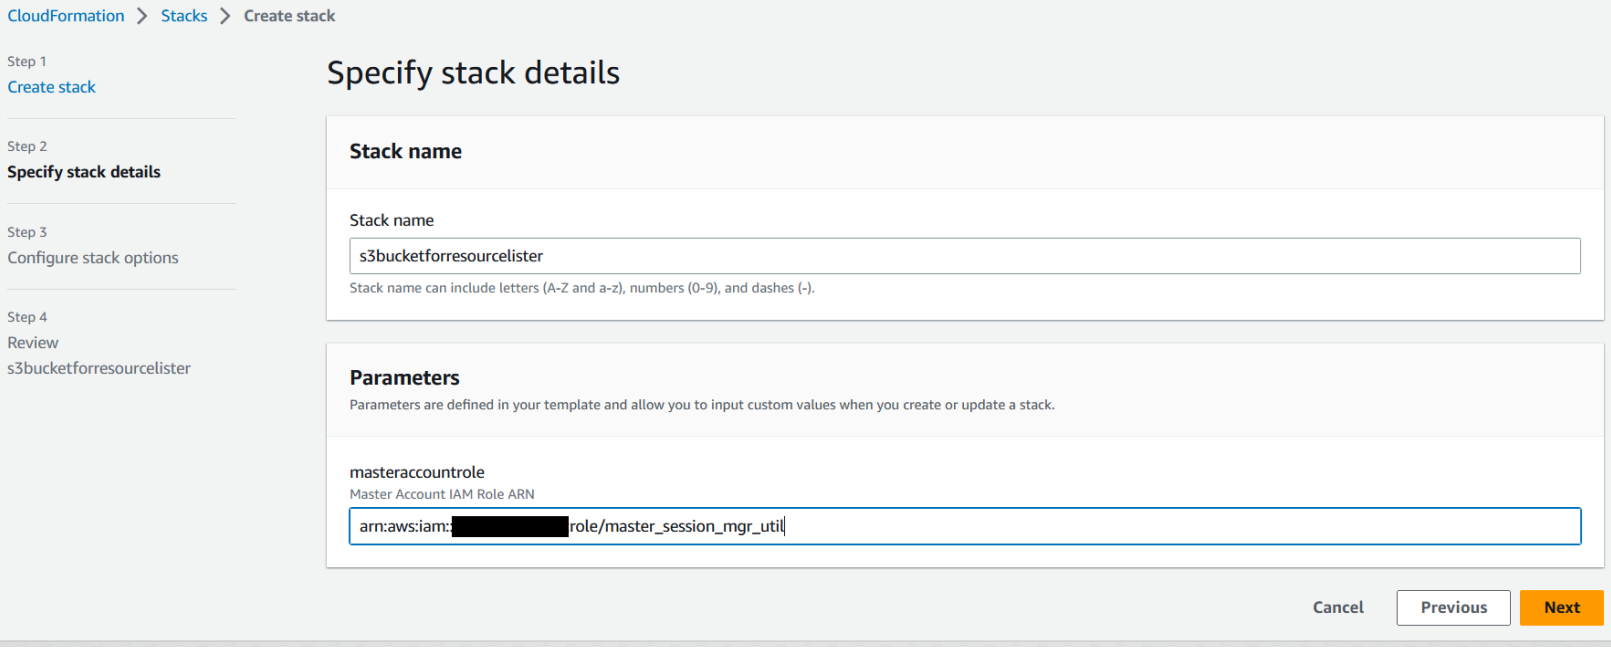 CloudFormation > Stacks > Create stack
Step 1
Create stack
Step 2
Specify stack details
Step 3
Configure stack options
Step 4
Review
s3bucketforresourcelister
Specify stack details
Stack name
Stack name
s3bucketforresourcelister
Stack name can include letters (A-Z and a-z), numbers (0-9), and dashes (-).
Parameters
Parameters are defined in your template and allow you to input custom values when you create or update a stack.
masteraccountrole
Master Account IAM Role ARN
arn:aws:iam:: role/master_session_mgr_util
Cancel
Previous
Next